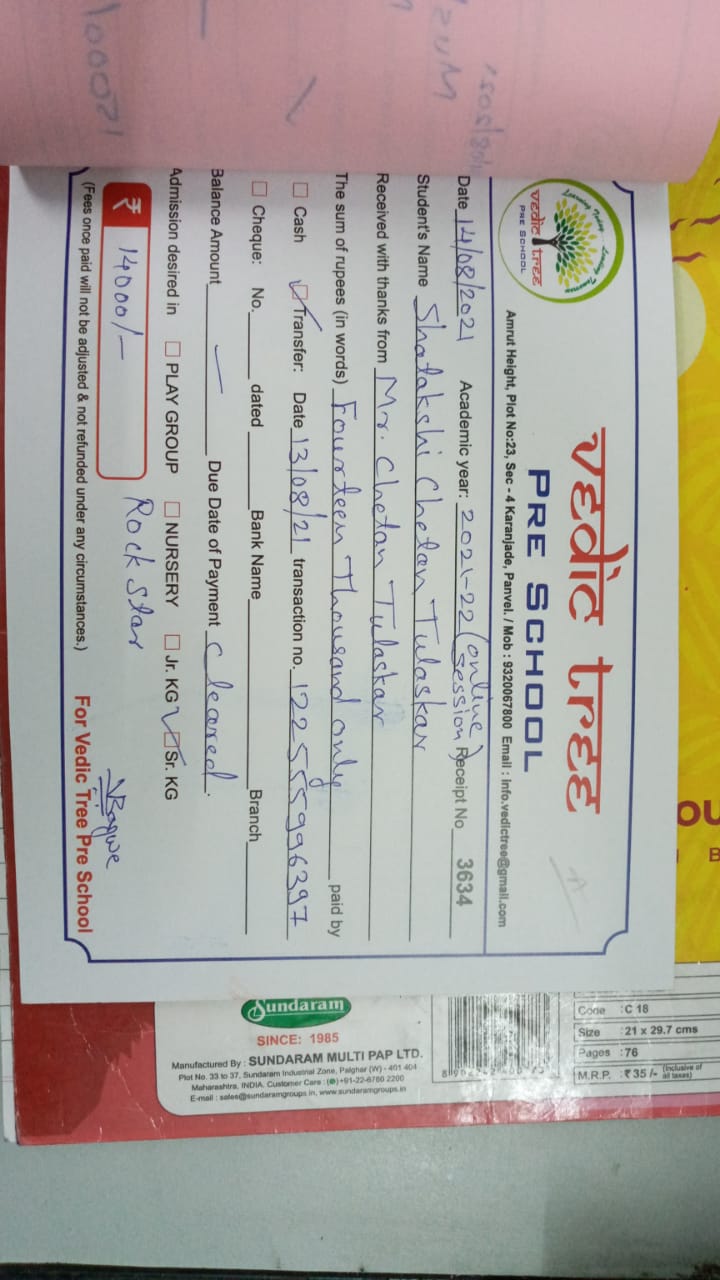 Learning Today... Leading Tomorrow
vedic tree
PRE SCHOOL
vedic tree
PRE SCHOOL
Amrut Height, Plot No:23, Sec - 4 Karanjade, Panvel. / Mob : 9320067800 Email : info.vedictree@gmail.com
Date 14/08/2021 Academic year: 2021-22 (online session) Receipt No 3634
Student's Name Shalakshi Chetan Tulaskar
Received with thanks from Mr. Chetan Tulaskar
The sum of rupees (in words) Fourteen Thousand only paid by
Cash Transfer: Date 13/08/21 transaction no. 122555996397
Cheque: No. dated Bank Name Branch
Balance Amount — Due Date of Payment cleared.
Admission desired in PLAY GROUP NURSERY Jr. KG Sr. KG
₹ 14000/- Rock Star
(Fees once paid will not be adjusted & not refunded under any circumstances.) For Vedic Tree Pre School
Code : C 18
Size : 21 x 29.7 cms
Pages : 76
M.R.P. : ₹ 35/- (Inclusive of all taxes)
Sundaram
SINCE: 1985
Manufactured By : SUNDARAM MULTI PAP LTD.
Plot No. 33 to 37, Sundaram Industrial Zone, Palghar (W) - 401 404
Maharashtra, INDIA. Customer Care : +91-22-6760 2200
E-mail : sales@sundaramgroups.in, www.sundaramgroups.in
OU
B